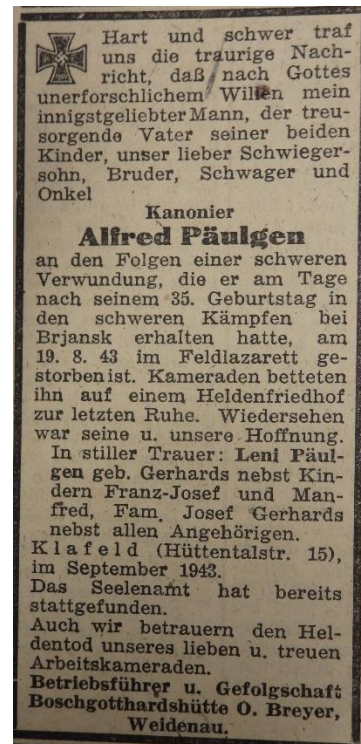 Hart und schwer traf
uns die traurige Nach-
richt, daß nach Gottes
unerforschlichem Willen mein
innigstgeliebter Mann, der treu-
sorgende Vater seiner beiden
Kinder, unser lieber Schwieger-
sohn, Bruder, Schwager und
Onkel
Kanonier
Alfred Päulgen
an den Folgen einer schweren
Verwundung, die er am Tage
nach seinem 35. Geburtstag in
den schweren Kämpfen bei
Brjansk erhalten hatte, am
19. 8. 43 im Feldlazarett ge-
storben ist. Kameraden betteten
ihn auf einem Heldenfriedhof
zur letzten Ruhe. Wiedersehen
war seine u. unsere Hoffnung.
In stiller Trauer: Leni Päul-
gen geb. Gerhards nebst Kin-
dern Franz-Josef und Man-
fred, Fam. Josef Gerhards
nebst allen Angehörigen.
Klafeld (Hüttentalstr. 15),
im September 1943.
Das Seelenamt hat bereits
stattgefunden.
Auch wir betrauern den Hel-
dentod unseres lieben u. treuen
Arbeitskameraden.
Betriebsführer u. Gefolgschaft
Boschgotthardshütte O. Breyer,
Weidenau.